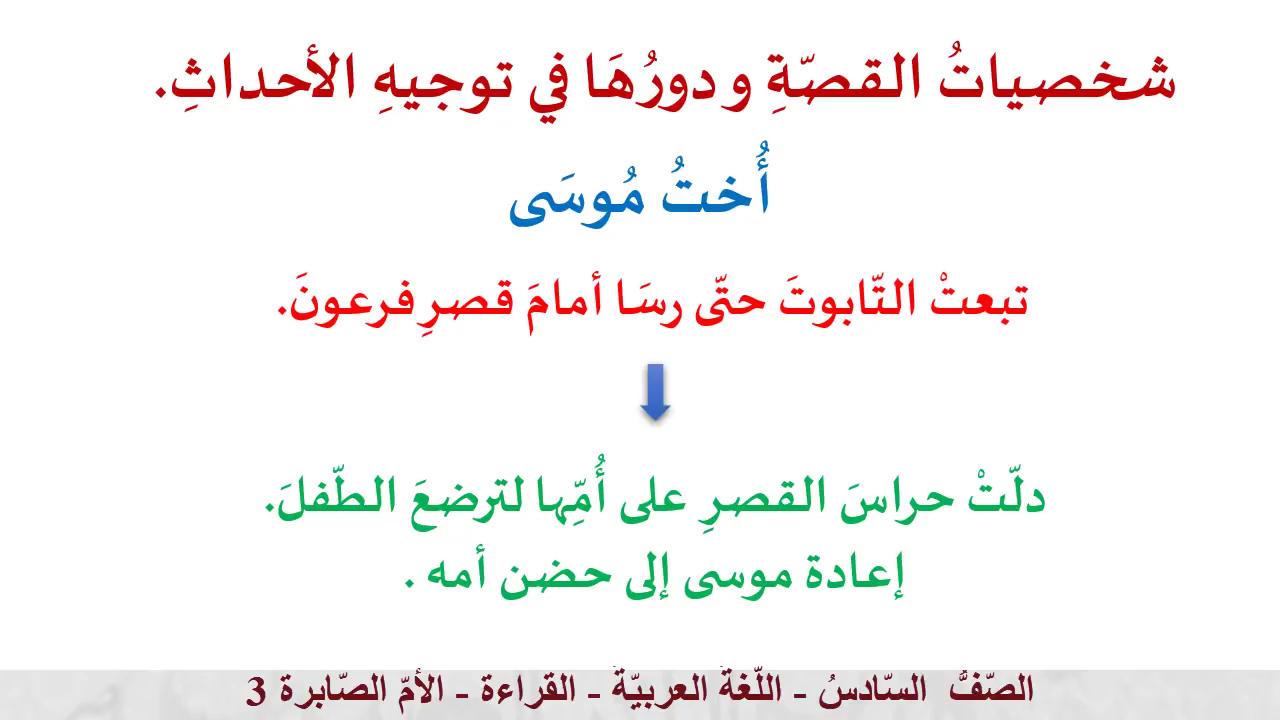 شخصياتُ القصّةِ و دورُهَا في توجيهِ الأحداثِ.
أُختُ مُوسَى
تبعتْ التّابوتَ حتّى رسَا أمامَ قصرِ فرعونَ.
دلّتْ حراسَ القصرِ على أُمِّها لترضعَ الطّفلَ.
إعادة موسى إلى حضن أمه .
الصّفُّ السّادسُ - اللّغةُ العربيّةُ - القراءة - الأمّ الصّابرة 3